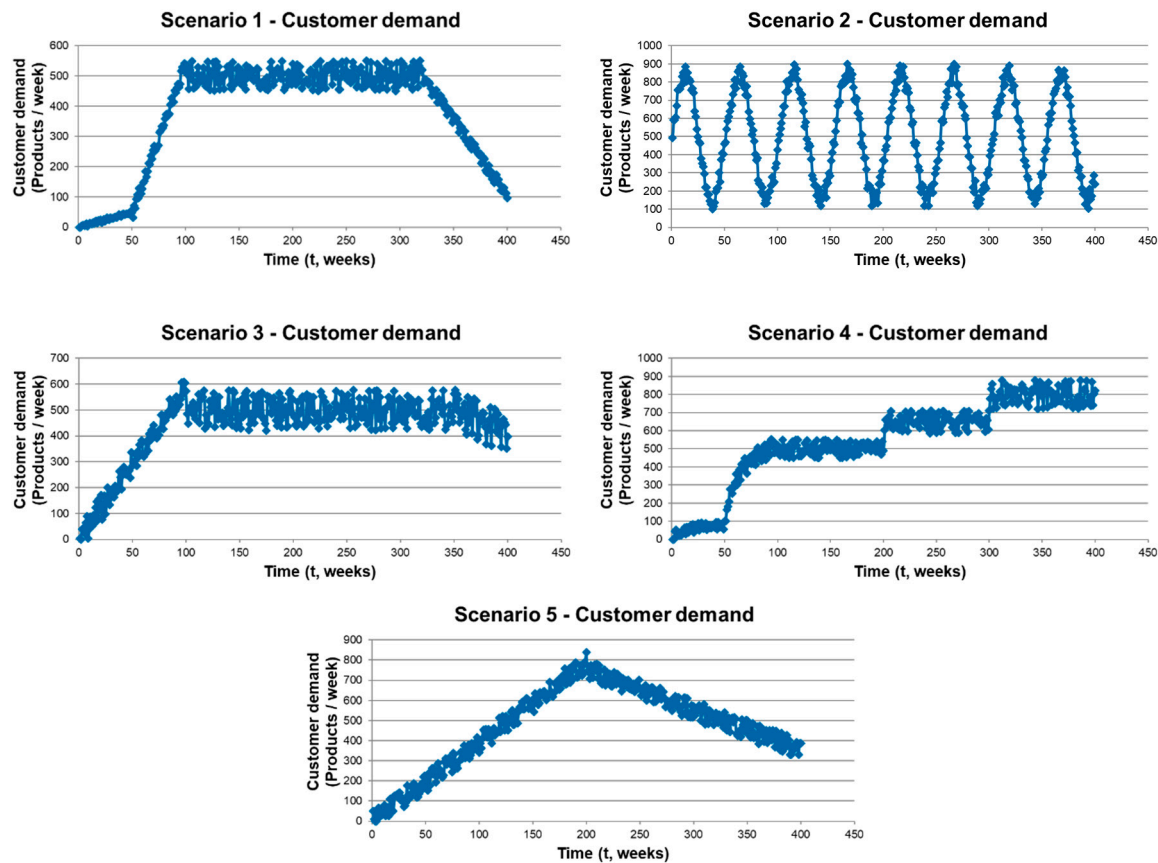 Scenario 1 - Customer demand
Customer demand
(Products / week)
600
500
400
300
200
100
0
0 50 100 150 200 250 300 350 400 450
Time (t, weeks)
Scenario 2 - Customer demand
Customer demand
(Products / week)
1000
900
800
700
600
500
400
300
200
100
0
0 50 100 150 200 250 300 350 400 450
Time (t, weeks)
Scenario 3 - Customer demand
Customer demand
(Products / week)
700
600
500
400
300
200
100
0
0 50 100 150 200 250 300 350 400 450
Time (t, weeks)
Scenario 4 - Customer demand
Customer demand
(Products / week)
1000
900
800
700
600
500
400
300
200
100
0
0 50 100 150 200 250 300 350 400 450
Time (t, weeks)
Scenario 5 - Customer demand
Customer demand
(Products / week)
900
800
700
600
500
400
300
200
100
0
0 50 100 150 200 250 300 350 400 450
Time (t, weeks)